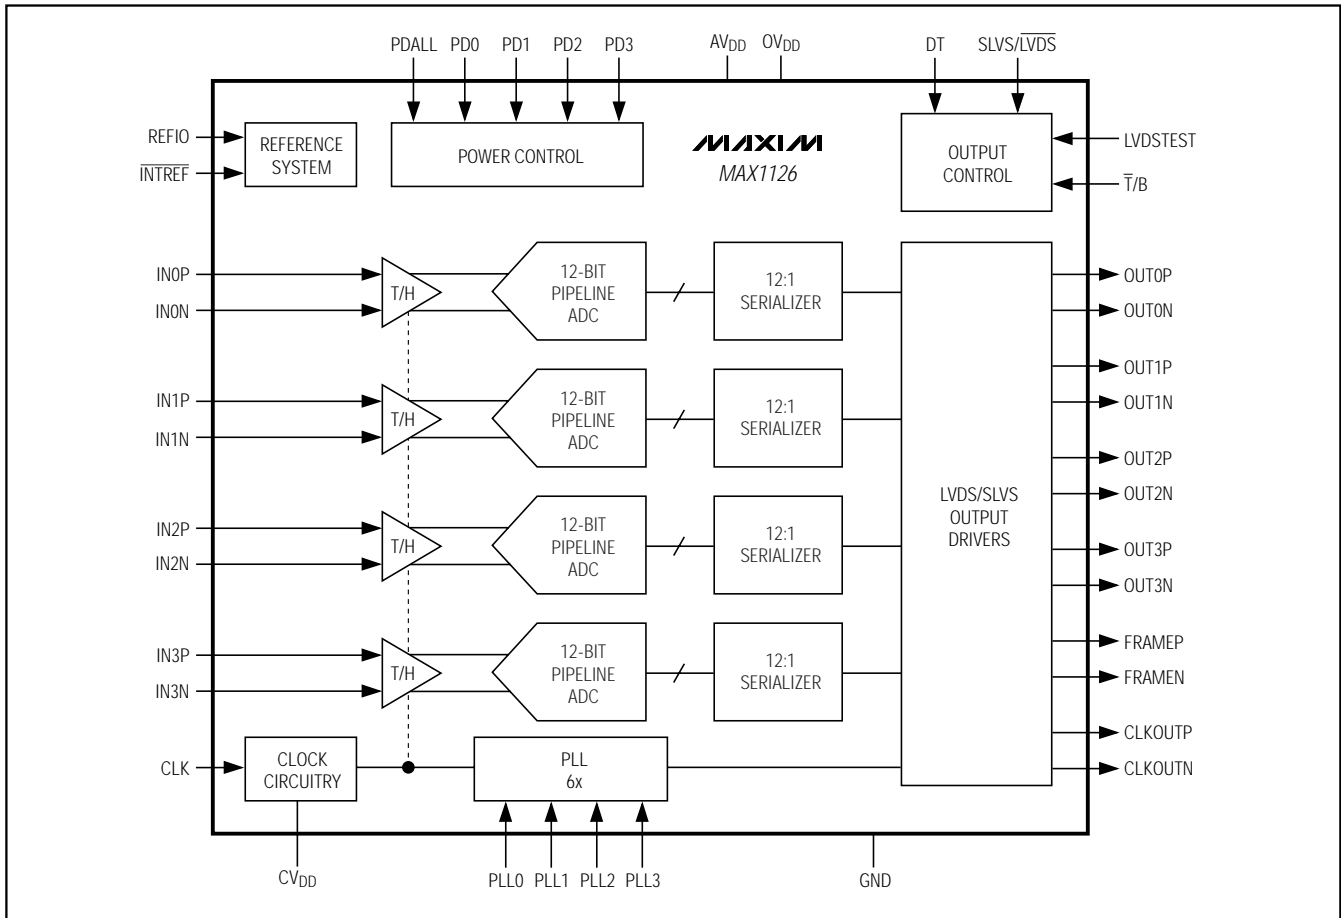 PDALL PD0 PD1 PD2 PD3 AVDD OVDD DT SLVS/L̅V̅D̅S̅
REFIO
I̅N̅T̅R̅E̅F̅
REFERENCE
SYSTEM
POWER CONTROL
MAXIM
MAX1126
OUTPUT
CONTROL
LVDSTEST
T̅/B
IN0P
IN0N
T/H
12-BIT
PIPELINE
ADC
12:1
SERIALIZER
OUT0P
OUT0N
IN1P
IN1N
T/H
12-BIT
PIPELINE
ADC
12:1
SERIALIZER
OUT1P
OUT1N
IN2P
IN2N
T/H
12-BIT
PIPELINE
ADC
12:1
SERIALIZER
LVDS/SLVS
OUTPUT
DRIVERS
OUT2P
OUT2N
OUT3P
OUT3N
IN3P
IN3N
T/H
12-BIT
PIPELINE
ADC
12:1
SERIALIZER
FRAMEP
FRAMEN
CLK
CLOCK
CIRCUITRY
PLL
6x
CLKOUTP
CLKOUTN
CVDD
PLL0 PLL1 PLL2 PLL3
GND